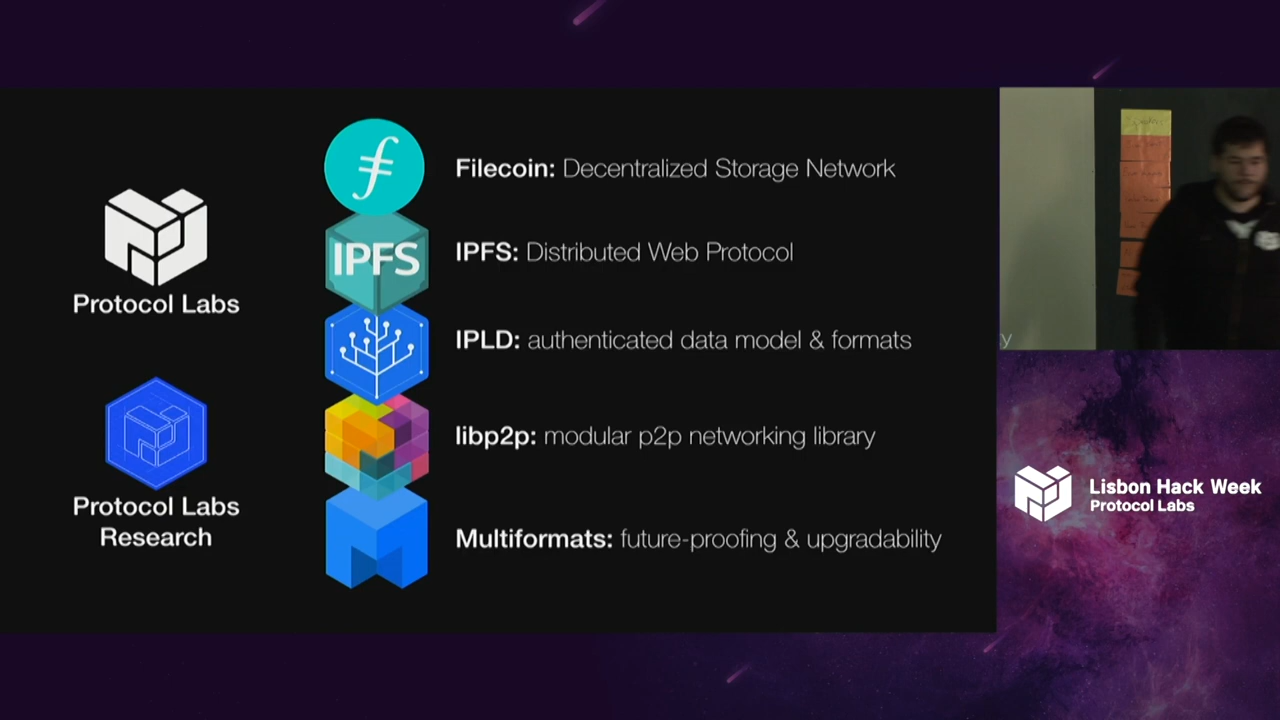 Protocol Labs
Protocol Labs
Research
IPFS
Filecoin: Decentralized Storage Network
IPFS: Distributed Web Protocol
IPLD: authenticated data model & formats
libp2p: modular p2p networking library
Multiformats: future-proofing & upgradability
y
Lisbon Hack Week
Protocol Labs